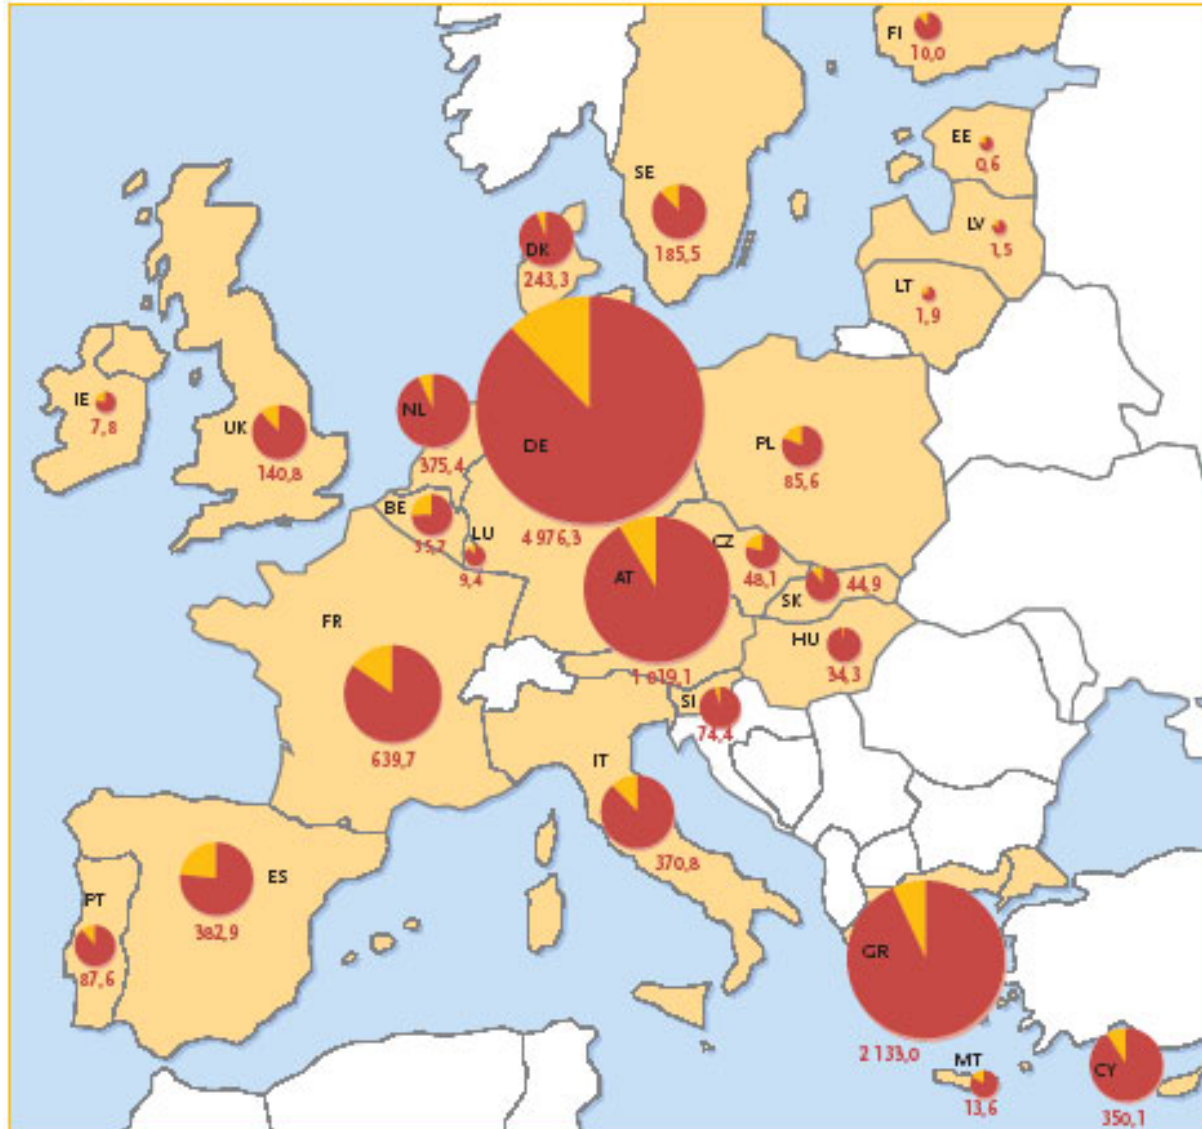 FI
10,0
EE
0,6
SE
185,5
LV
1,5
DK
243,3
LT
1,9
IE
7,8
UK
140,8
NL
375,4
DE
4 976,3
PL
85,6
BE
LU
9,4
CZ
48,1
AT
1 019,1
SK
44,9
FR
639,7
HU
34,3
SI
74,4
IT
370,8
ES
382,9
PT
87,6
GR
2 133,0
MT
13,6
CY
350,1